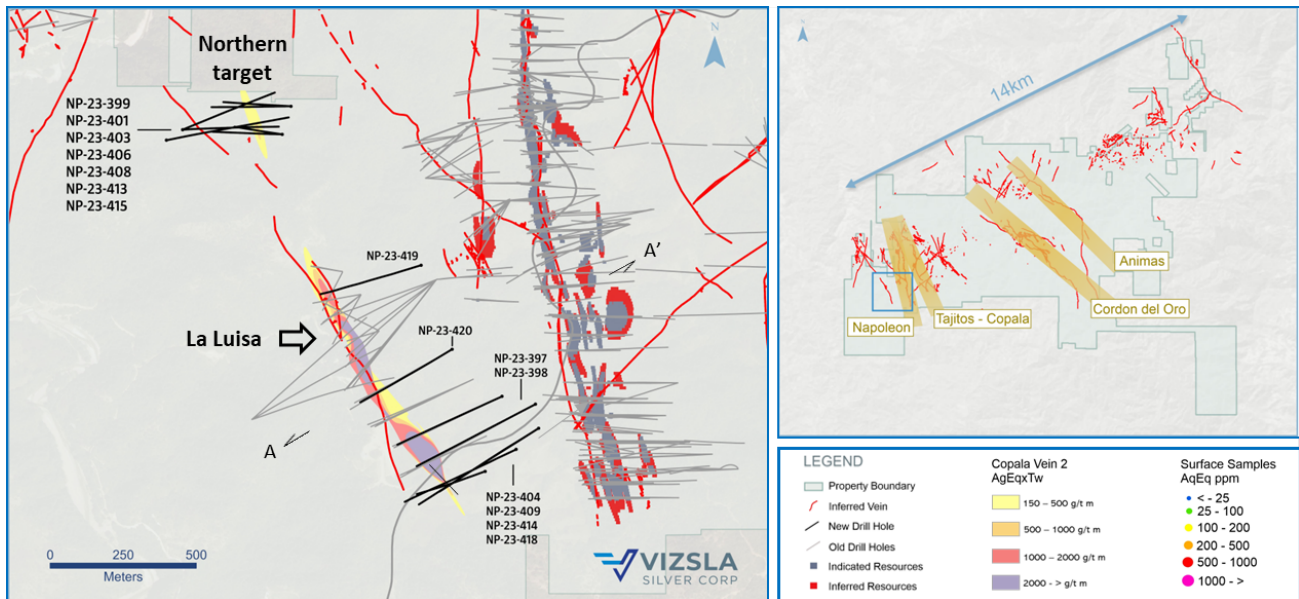 Northern
target
NP-23-399
NP-23-401
NP-23-403
NP-23-406
NP-23-408
NP-23-413
NP-23-415
N
A'
NP-23-419
La Luisa
NP-23-420
NP-23-397
NP-23-398
A
NP-23-404
NP-23-409
NP-23-414
NP-23-418
0 250 500
Meters
VIZSLA
SILVER CORP
N
14km
Animas
Cordon del Oro
Tajitos - Copala
Napoleon
LEGEND
Property Boundary
Inferred Vein
New Drill Hole
Old Drill Holes
Indicated Resources
Inferred Resources
Copala Vein 2
AgEqxTw
150 – 500 g/t m
500 – 1000 g/t m
1000 – 2000 g/t m
2000 - > g/t m
Surface Samples
AqEq ppm
< - 25
25 - 100
100 - 200
200 - 500
500 - 1000
1000 - >